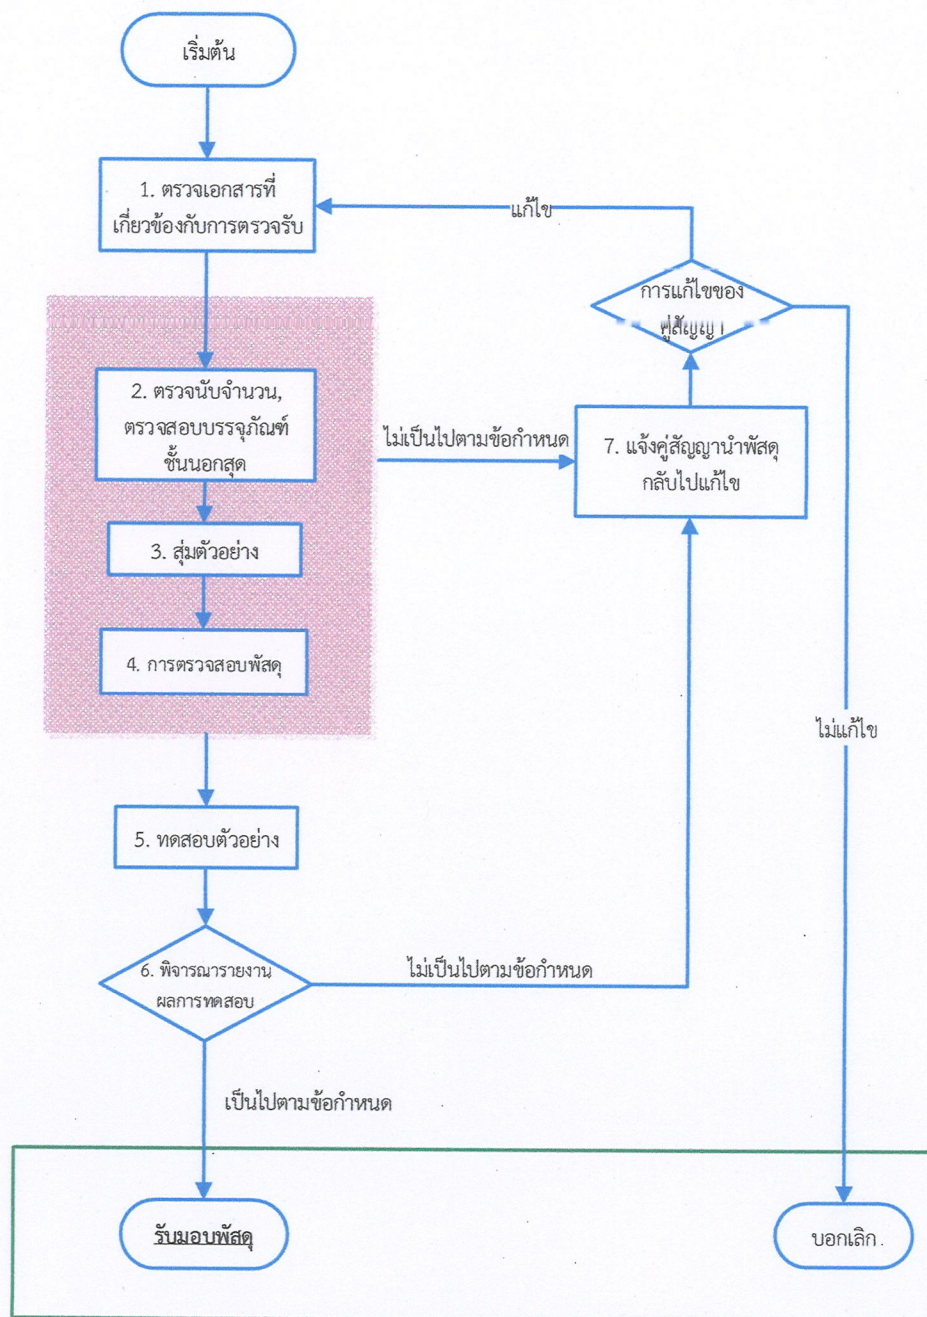 เริ่มต้น
1. ตรวจเอกสารที่
เกี่ยวข้องกับการตรวจรับ
แก้ไข
การแก้ไขของ
คู่สัญญา
2. ตรวจนับจำนวน,
ตรวจสอบบรรจุภัณฑ์
ชั้นนอกสุด
ไม่เป็นไปตามข้อกำหนด
7. แจ้งคู่สัญญานำพัสดุ
กลับไปแก้ไข
3. สุ่มตัวอย่าง
4. การตรวจสอบพัสดุ
ไม่แก้ไข
5. ทดสอบตัวอย่าง
6. พิจารณารายงาน
ผลการทดสอบ
ไม่เป็นไปตามข้อกำหนด
เป็นไปตามข้อกำหนด
รับมอบพัสดุ
บอกเลิก